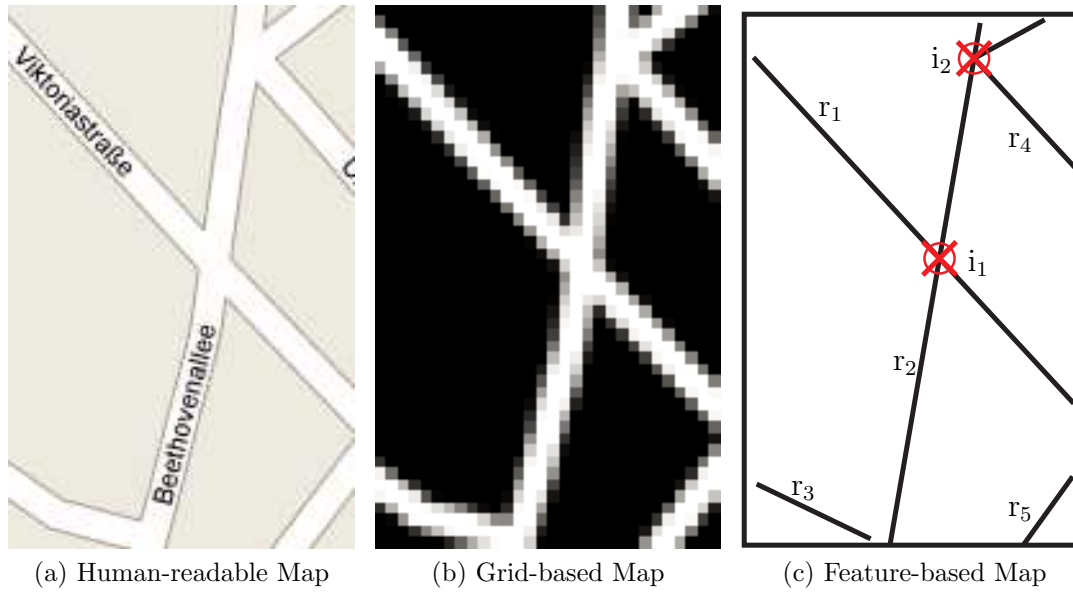 Viktoriastraße
Beethovenallee
r1
r2
r3
r4
r5
i1
i2
(a) Human-readable Map
(b) Grid-based Map
(c) Feature-based Map